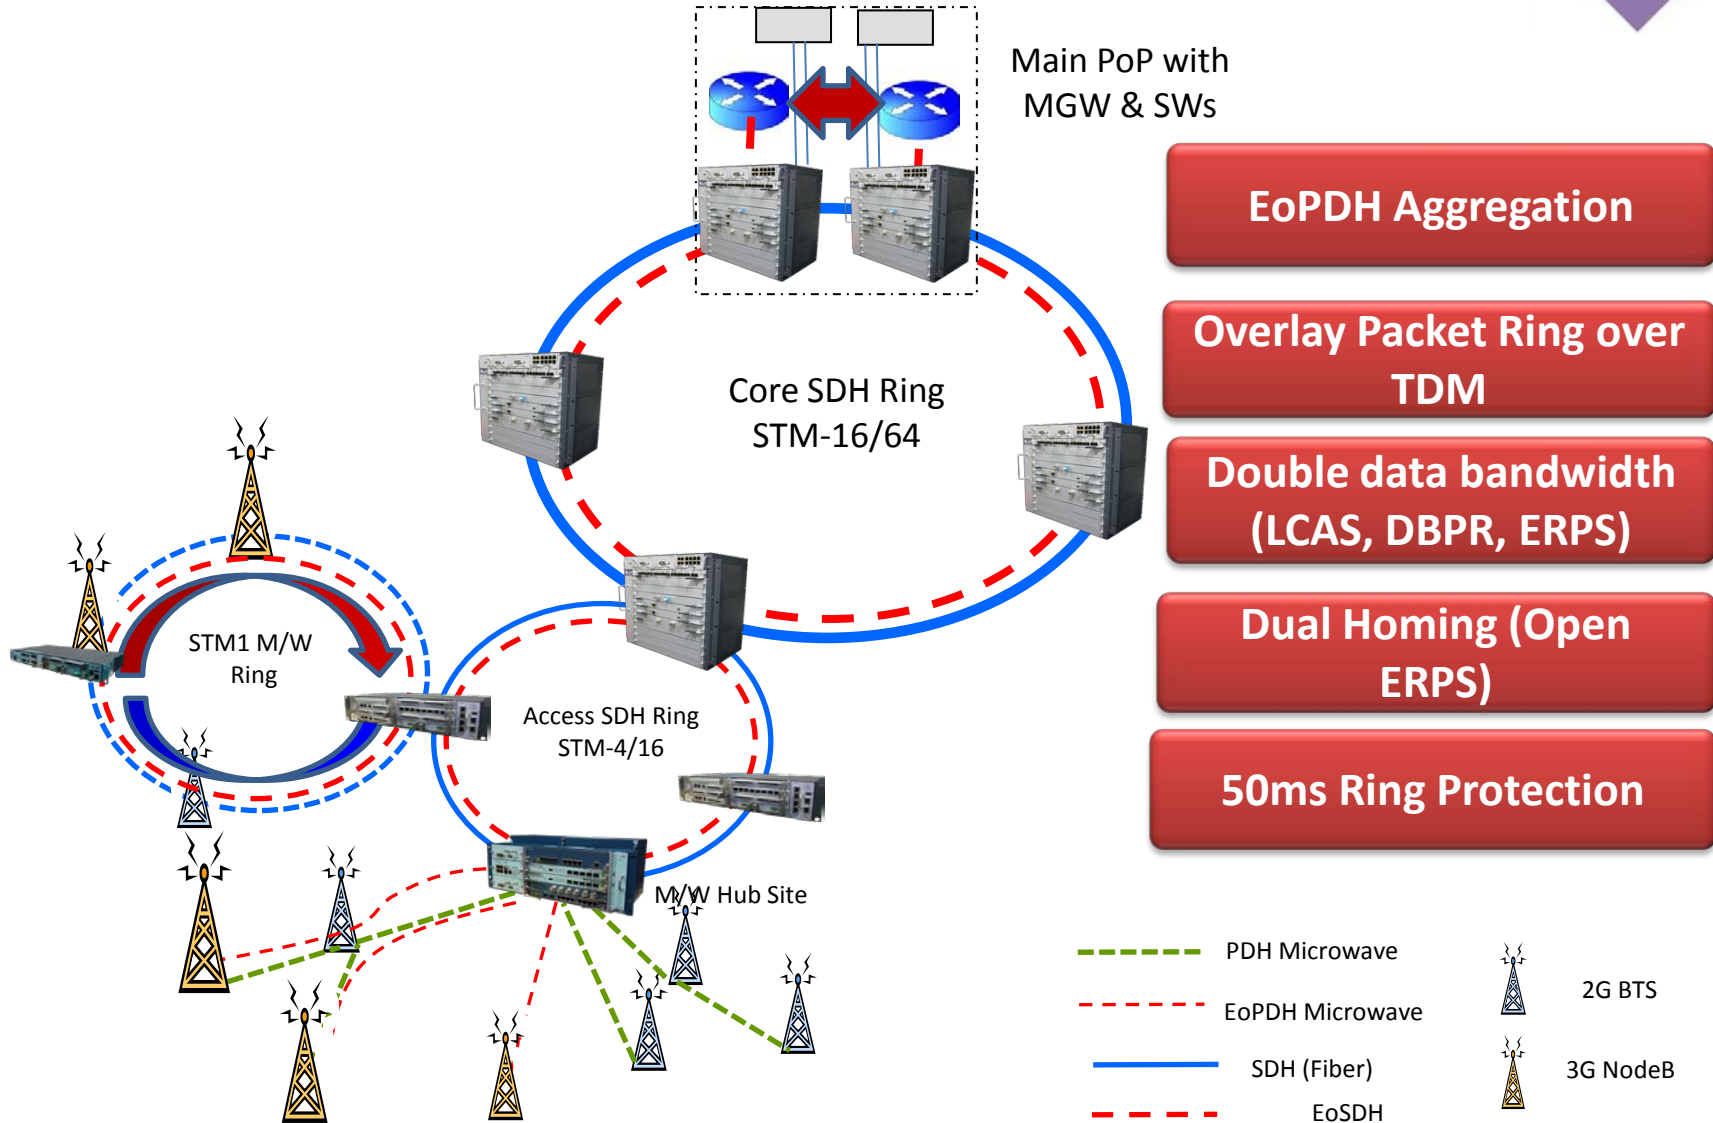 Main PoP with
MGW & SWs
EoPDH Aggregation
Overlay Packet Ring over
TDM
Core SDH Ring
STM-16/64
Double data bandwidth
(LCAS, DBPR, ERPS)
STM1 M/W
Ring
Dual Homing (Open
ERPS)
Access SDH Ring
STM-4/16
50ms Ring Protection
M/W Hub Site
PDH Microwave
2G BTS
EoPDH Microwave
SDH (Fiber)
3G NodeB
EoSDH